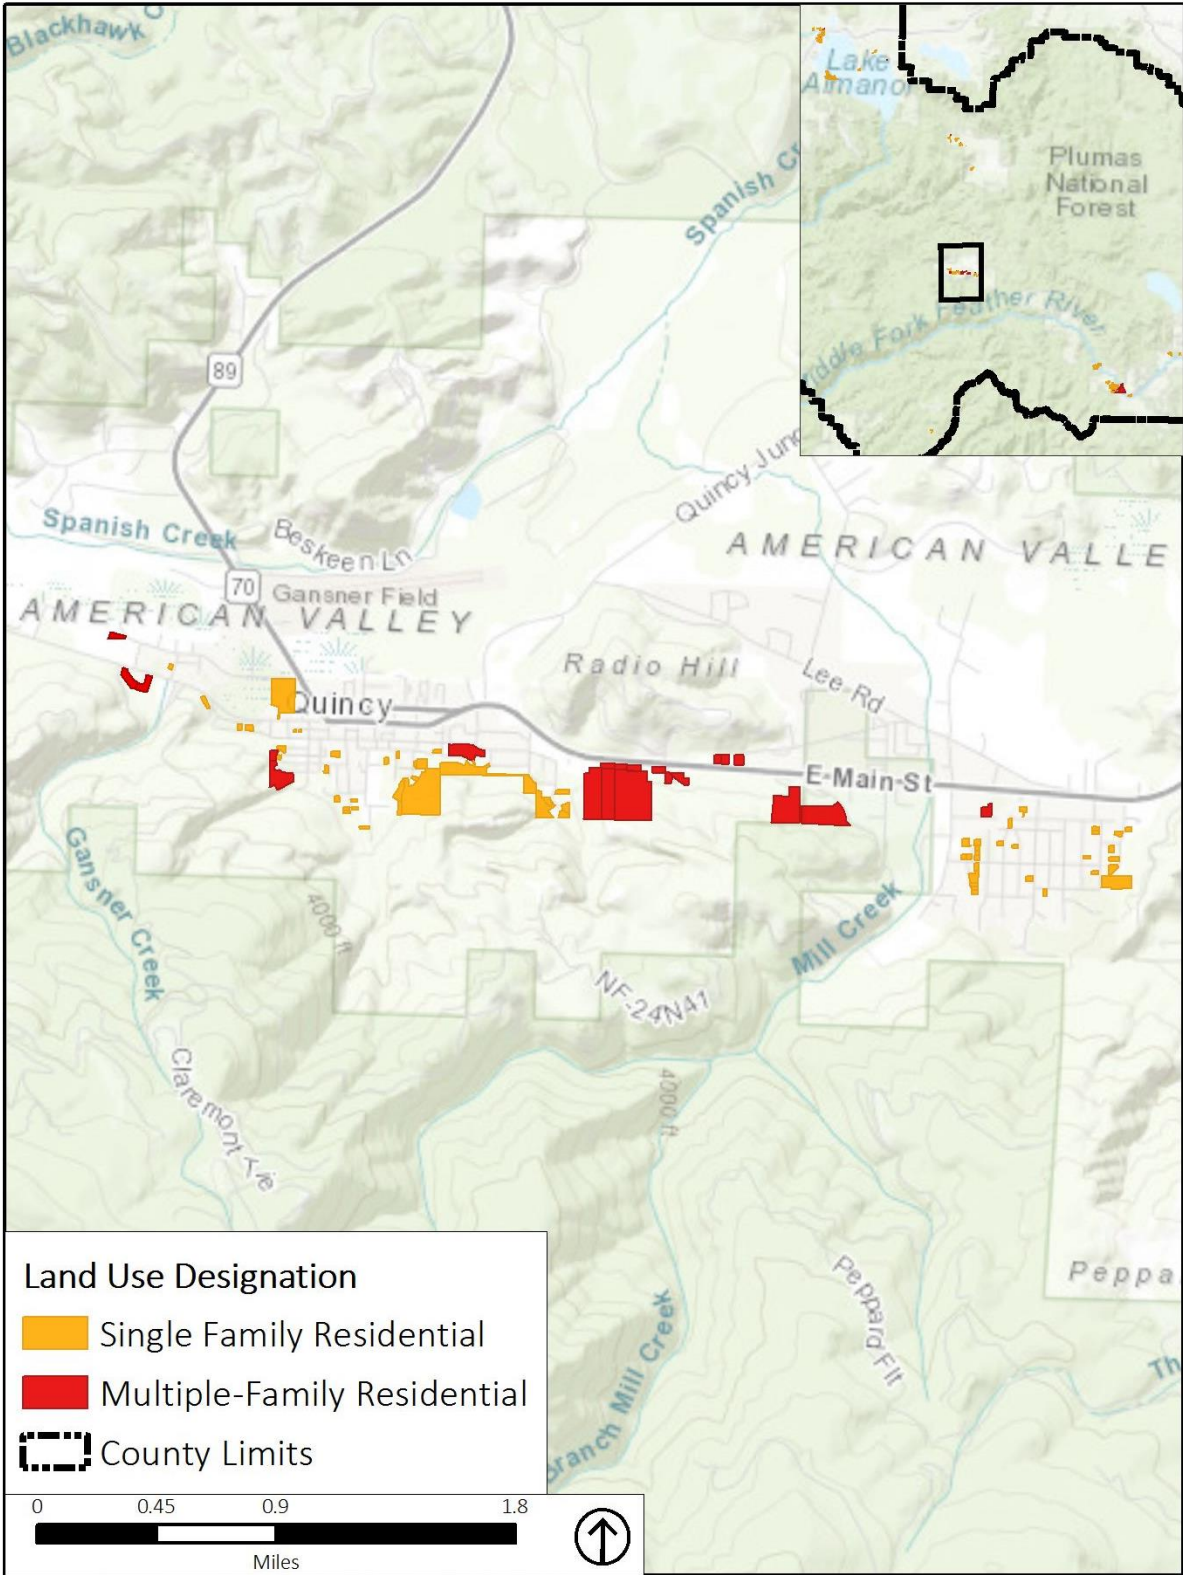 Blackhawk C
Lake
Almanor
Plumas
National
Forest
Middle Fork Feather River
Spanish Cr
89
Quincy Junc
Spanish Creek
Beskeen Ln
AMERICAN VALLE
70
Gansner Field
AMERICAN VALLEY
Radio Hill
Lee Rd
Quincy
E Main St
Gansner Creek
4000 ft
Mill Creek
NF-24NA1
Claremont Tie
4000 ft
Peppard Flt
Peppa
Th
Branch Mill Creek
Land Use Designation
Single Family Residential
Multiple-Family Residential
County Limits
0 0.45 0.9 1.8
Miles